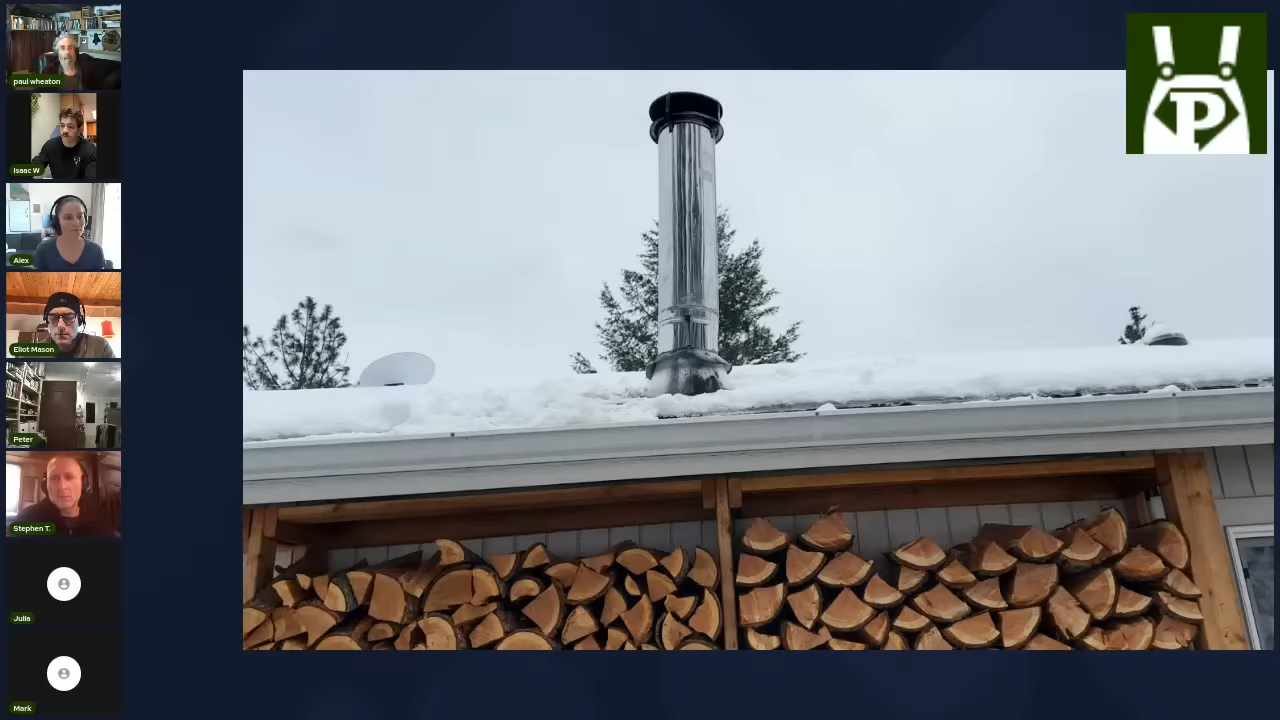 paul wheaton
Isaac W
Alex
Eliot Mason
Peter
Stephen T.
Julia
Mark
P